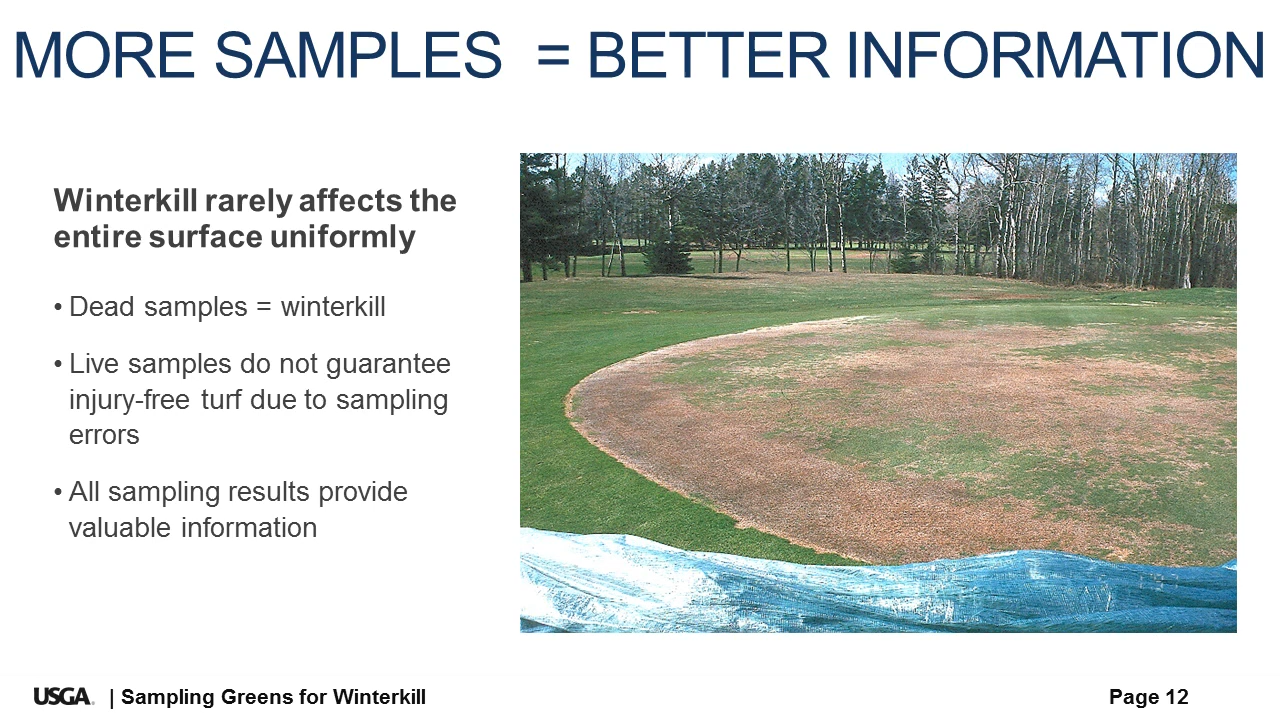 MORE SAMPLES = BETTER INFORMATION
Winterkill rarely affects the
entire surface uniformly
• Dead samples = winterkill
• Live samples do not guarantee
injury-free turf due to sampling
errors
• All sampling results provide
valuable information
USGA. | Sampling Greens for Winterkill
Page 12